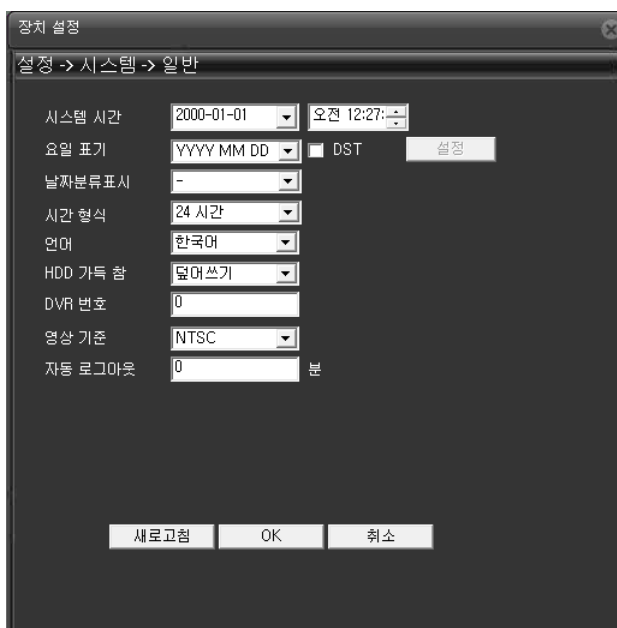 장치 설정
설정 -> 시스템 -> 일반
시스템 시간 2000-01-01 오전 12:27:
요일 표기 YYYY MM DD DST 설정
날짜분류표시 -
시간 형식 24 시간
언어 한국어
HDD 가득 참 덮어쓰기
DVR 번호 0
영상 기준 NTSC
자동 로그아웃 0 분
새로고침 OK 취소